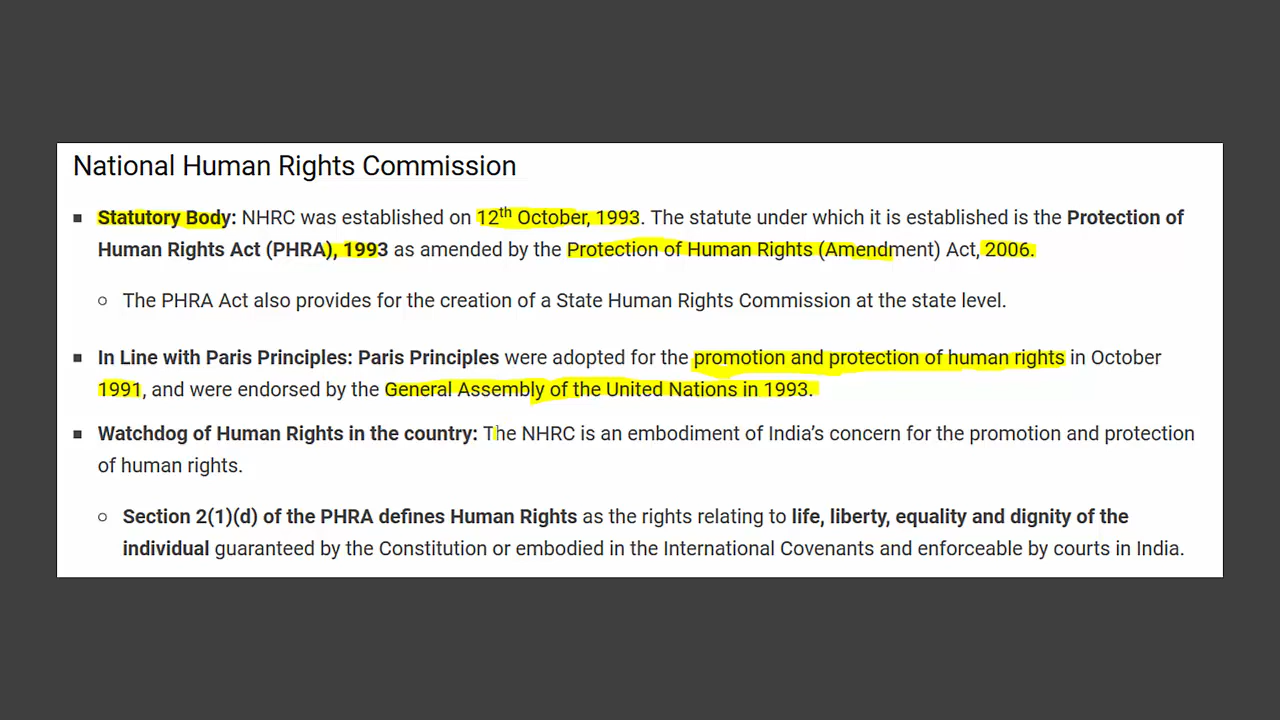 National Human Rights Commission
▪ Statutory Body: NHRC was established on 12th October, 1993. The statute under which it is established is the Protection of
Human Rights Act (PHRA), 1993 as amended by the Protection of Human Rights (Amendment) Act, 2006.
○ The PHRA Act also provides for the creation of a State Human Rights Commission at the state level.
▪ In Line with Paris Principles: Paris Principles were adopted for the promotion and protection of human rights in October
1991, and were endorsed by the General Assembly of the United Nations in 1993.
▪ Watchdog of Human Rights in the country: The NHRC is an embodiment of India’s concern for the promotion and protection
of human rights.
○ Section 2(1)(d) of the PHRA defines Human Rights as the rights relating to life, liberty, equality and dignity of the
individual guaranteed by the Constitution or embodied in the International Covenants and enforceable by courts in India.